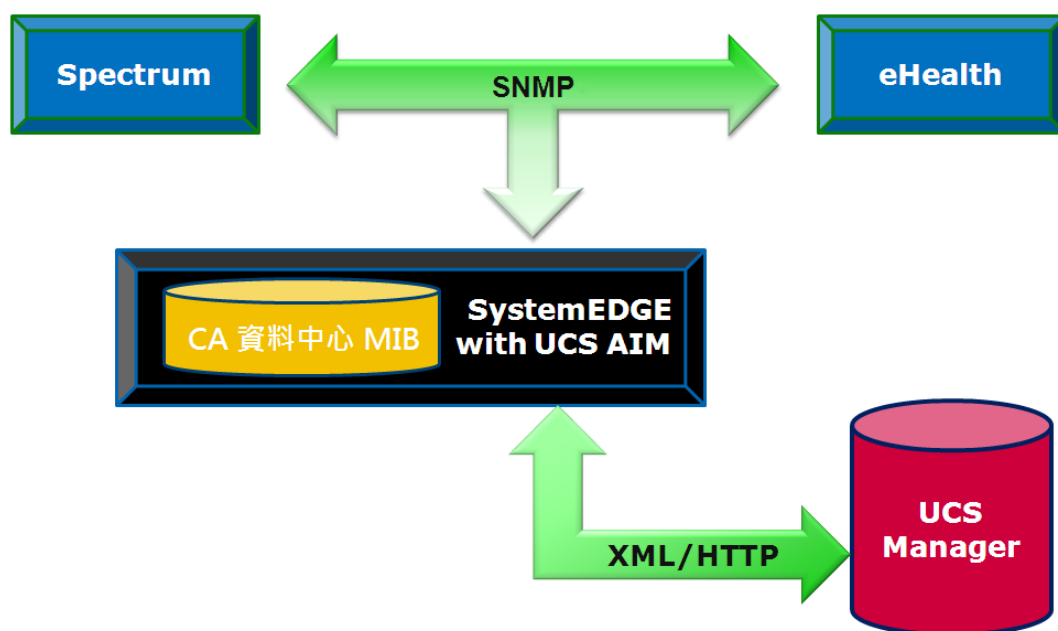 Spectrum
SNMP
eHealth
CA 資料中心 MIB
SystemEDGE
with UCS AIM
XML/HTTP
UCS
Manager